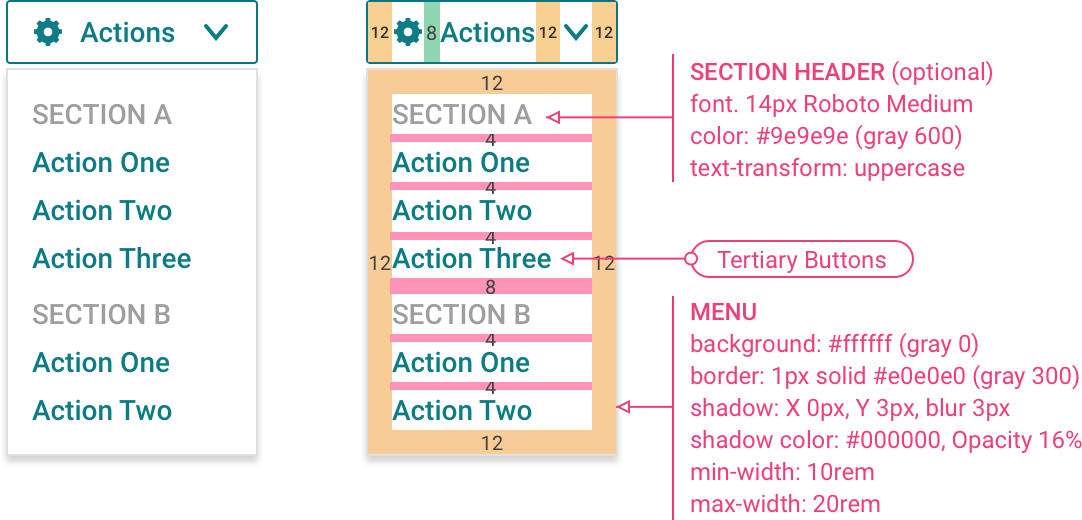 Actions
SECTION A
Action One
Action Two
Action Three
SECTION B
Action One
Action Two
12 8 Actions 12 12
12
SECTION A
4
Action One
4
Action Two
4
12 Action Three 12
8
SECTION B
4
Action One
4
Action Two
12
SECTION HEADER (optional)
font. 14px Roboto Medium
color: #9e9e9e (gray 600)
text-transform: uppercase
Tertiary Buttons
MENU
background: #ffffff (gray 0)
border: 1px solid #e0e0e0 (gray 300)
shadow: X 0px, Y 3px, blur 3px
shadow color: #000000, Opacity 16%
min-width: 10rem
max-width: 20rem